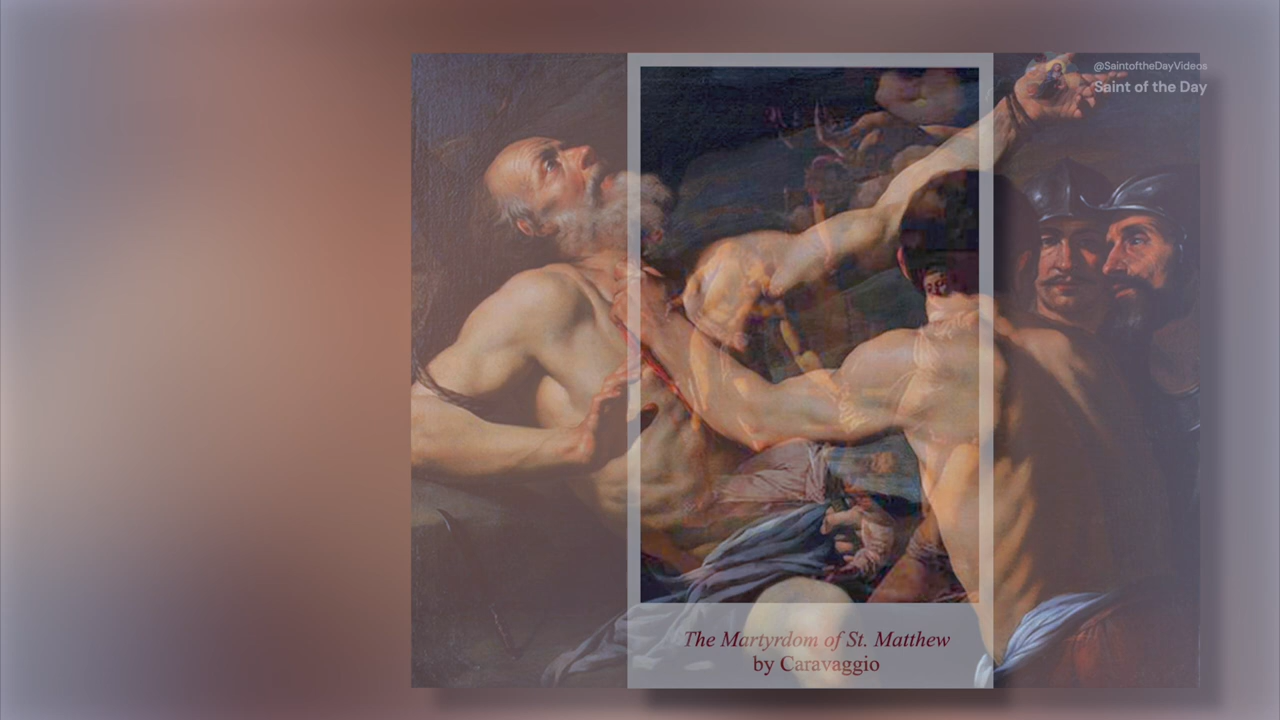 @SaintoftheDayVideos
Saint of the Day
The Martyrdom of St. Matthew
by Caravaggio